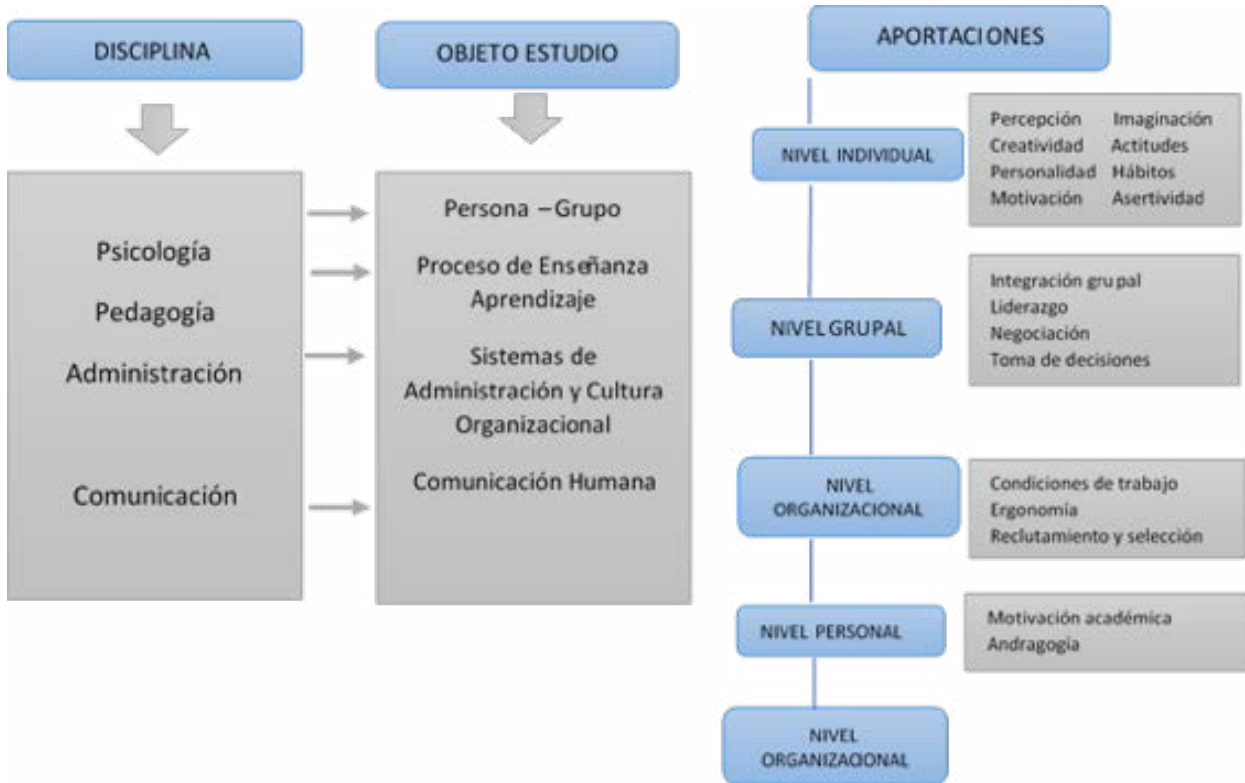 DISCIPLINA
Psicología
Pedagogía
Administración
Comunicación
OBJETO ESTUDIO
Persona – Grupo
Proceso de Enseñanza
Aprendizaje
Sistemas de
Administración y Cultura
Organizacional
Comunicación Humana
APORTACIONES
NIVEL INDIVIDUAL
Percepción Imaginación
Creatividad Actitudes
Personalidad Hábitos
Motivación Asertividad
NIVEL GRUPAL
Integración grupal
Liderazgo
Negociación
Toma de decisiones
NIVEL
ORGANIZACIONAL
Condiciones de trabajo
Ergonomía
Reclutamiento y selección
NIVEL PERSONAL
Motivación académica
Andragogía
NIVEL
ORGANIZACIONAL